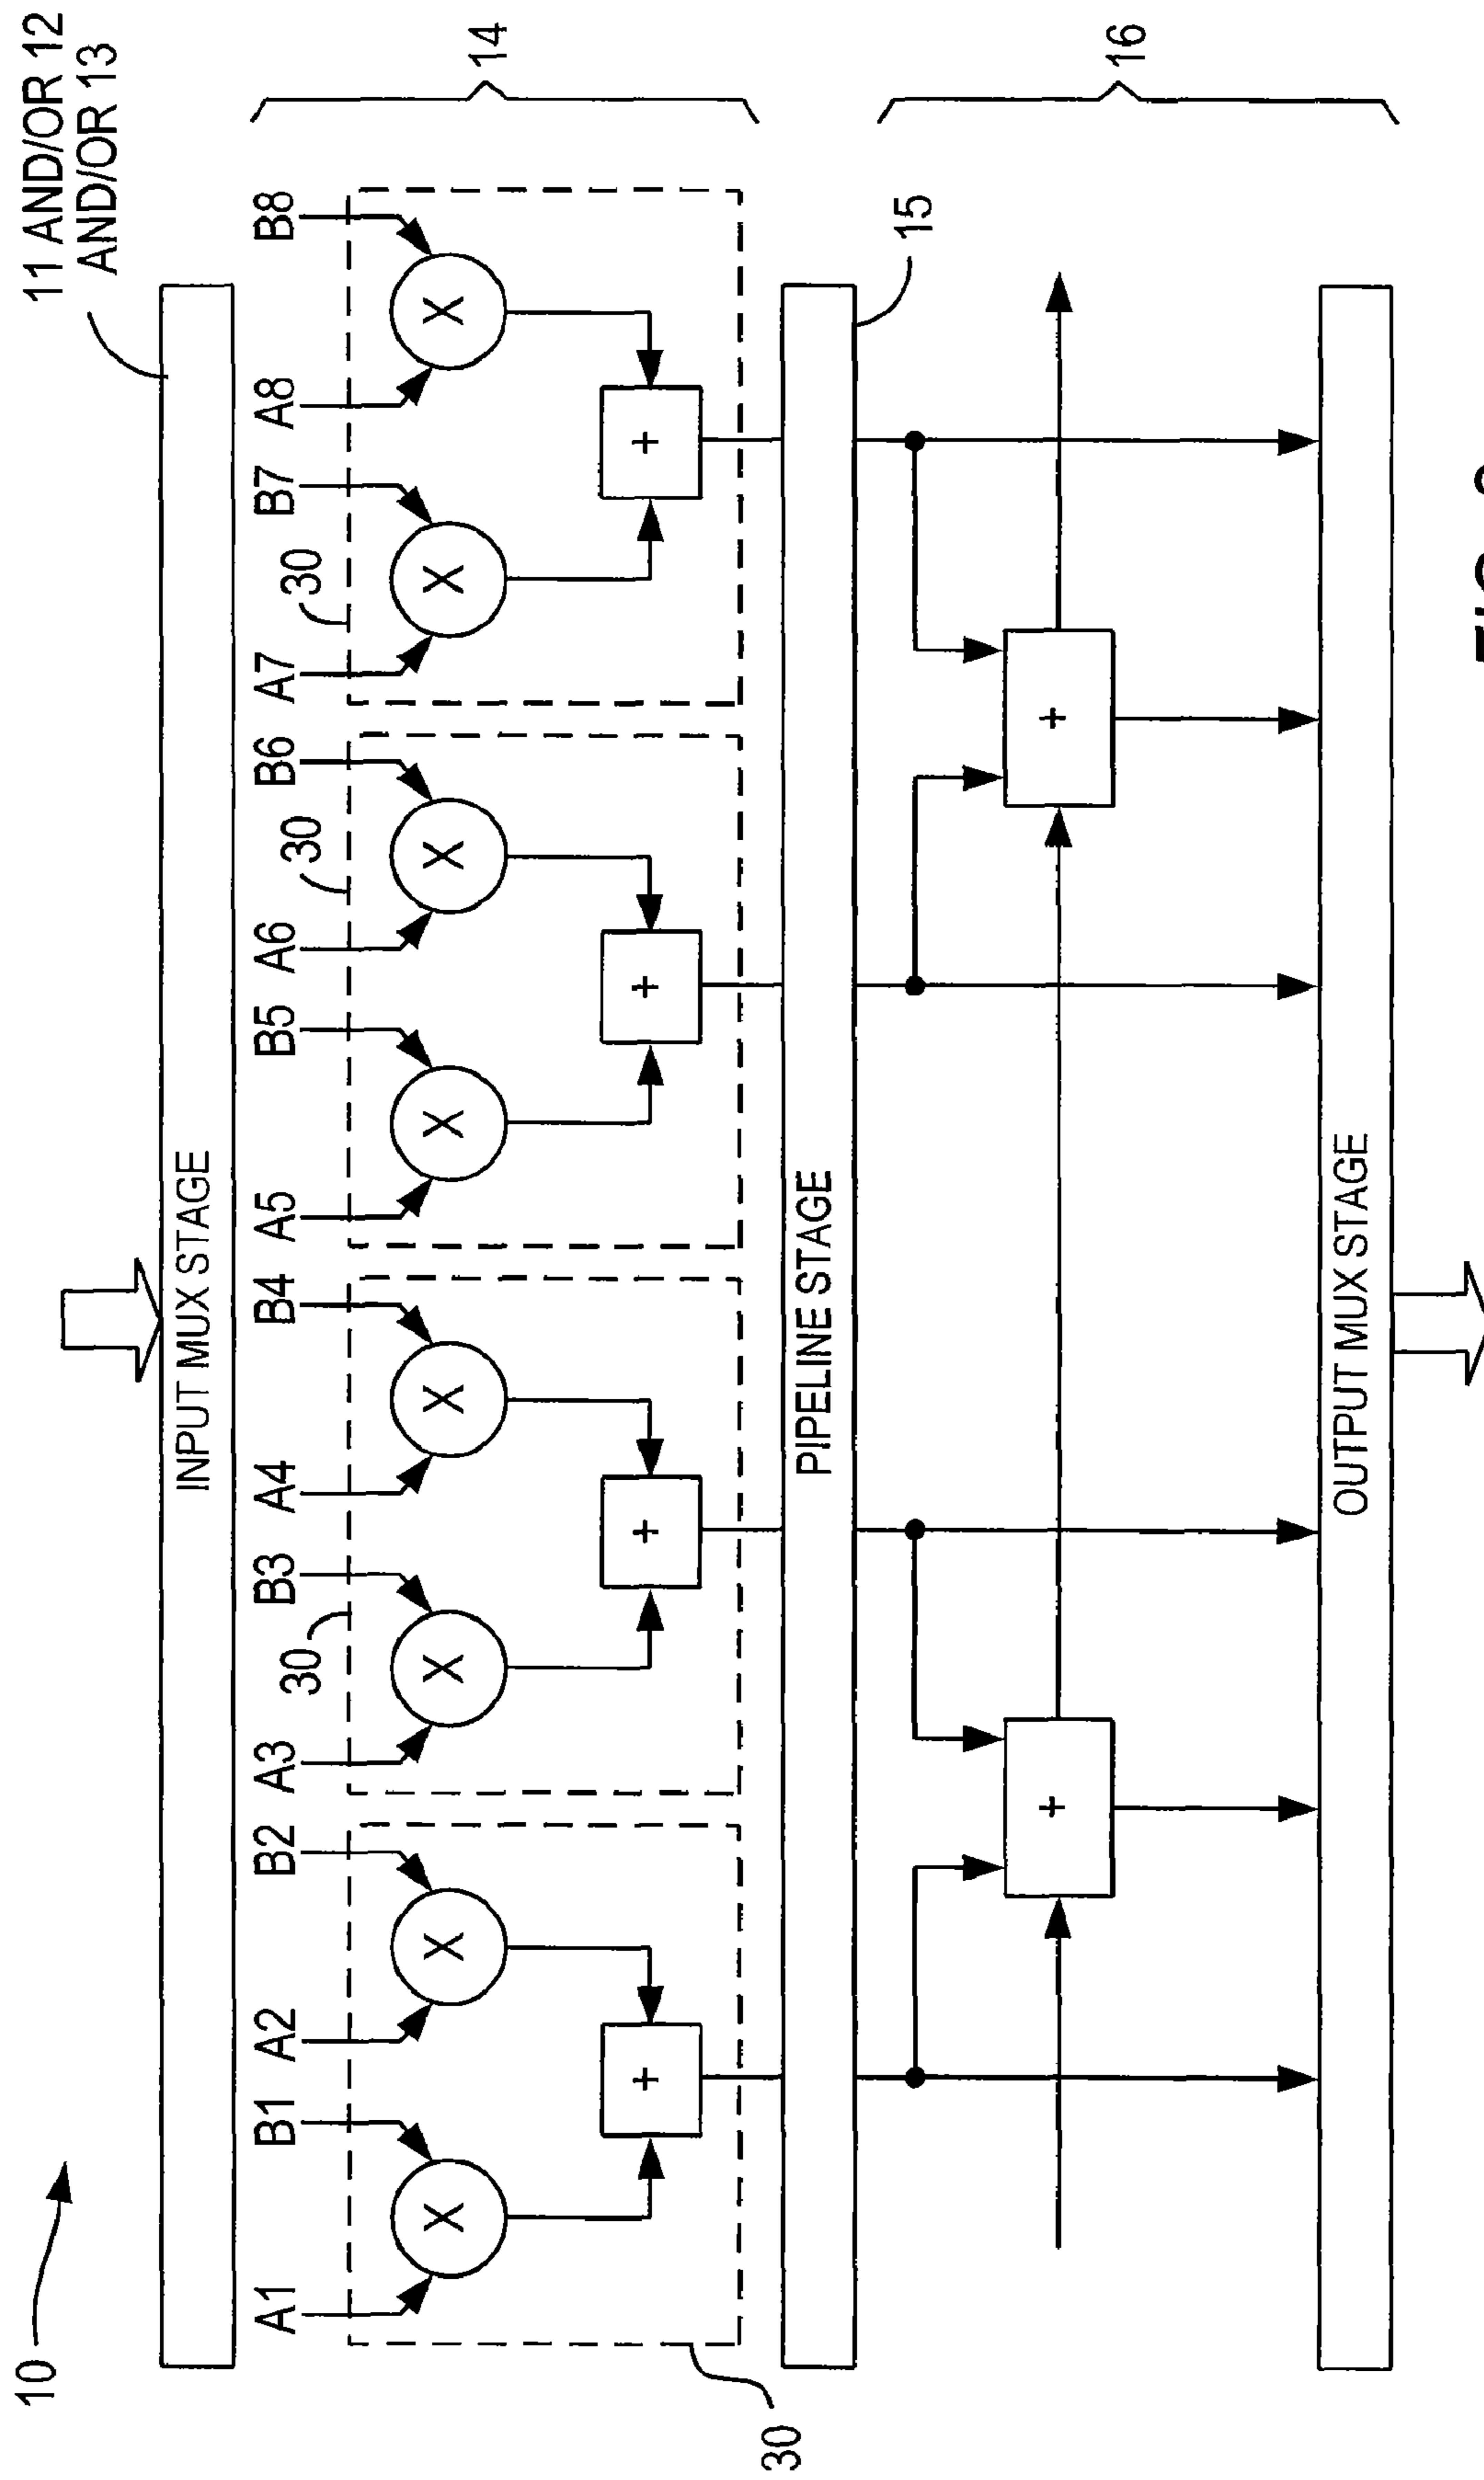 10
11 AND/OR 12
AND/OR 13
INPUT MUX STAGE
A1 B1 A2 B2 A3 B3 A4 B4 A5 B5 A6 B6 A7 B7 A8 B8
30 30 30
14
X X X X X X X X
+ + + +
30
PIPELINE STAGE
15
+ +
16
OUTPUT MUX STAGE